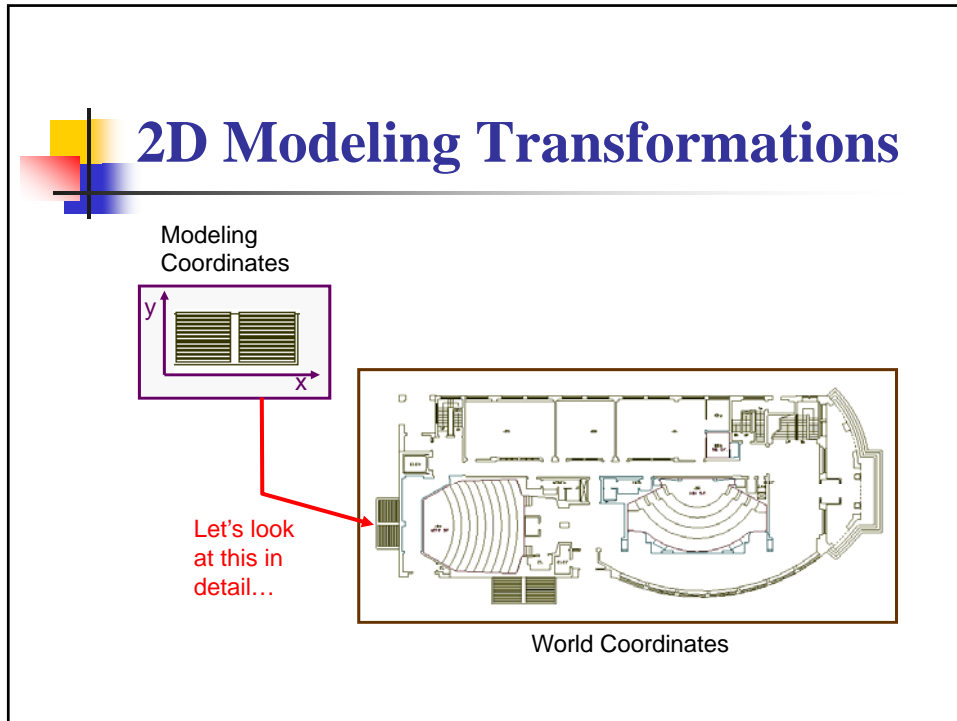 2D Modeling Transformations
Modeling
Coordinates
y
x
Let’s look
at this in
detail…
World Coordinates